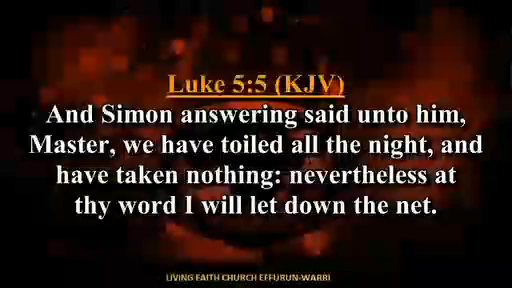 Luke 5:5 (KJV)
And Simon answering said unto him,
Master, we have toiled all the night, and
have taken nothing: nevertheless at
thy word I will let down the net.
LIVING FAITH CHURCH EFFURUN-WARRI